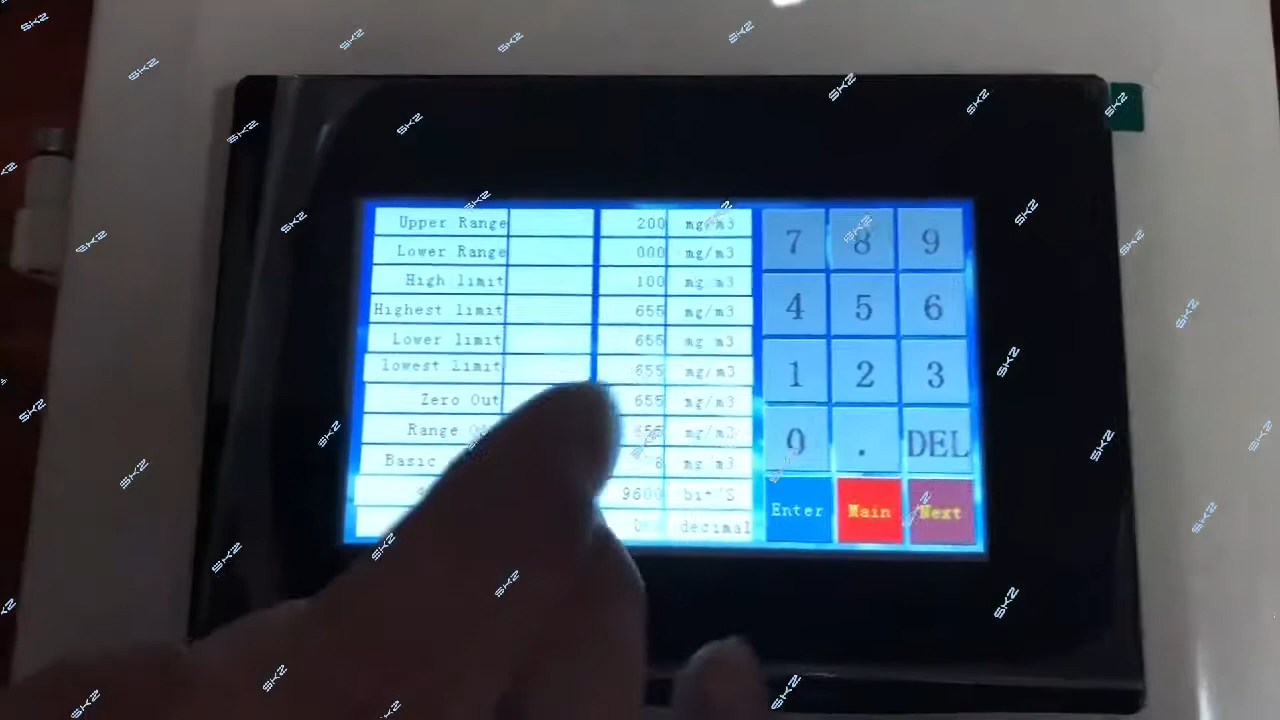 Upper Range 200 mg/m3
Lower Range 000 mg/m3
High limit 100 mg m3
Highest limit 655 mg/m3
Lower limit 655 mg m3
lowest limit 655 mg/m3
Zero Out 655 mg/m3
Range 655 mg/m3
Basic 8 mg m3
9600 bit/S
decimal
7 8 9
4 5 6
1 2 3
0 . DEL
Enter Main Next
SKZ